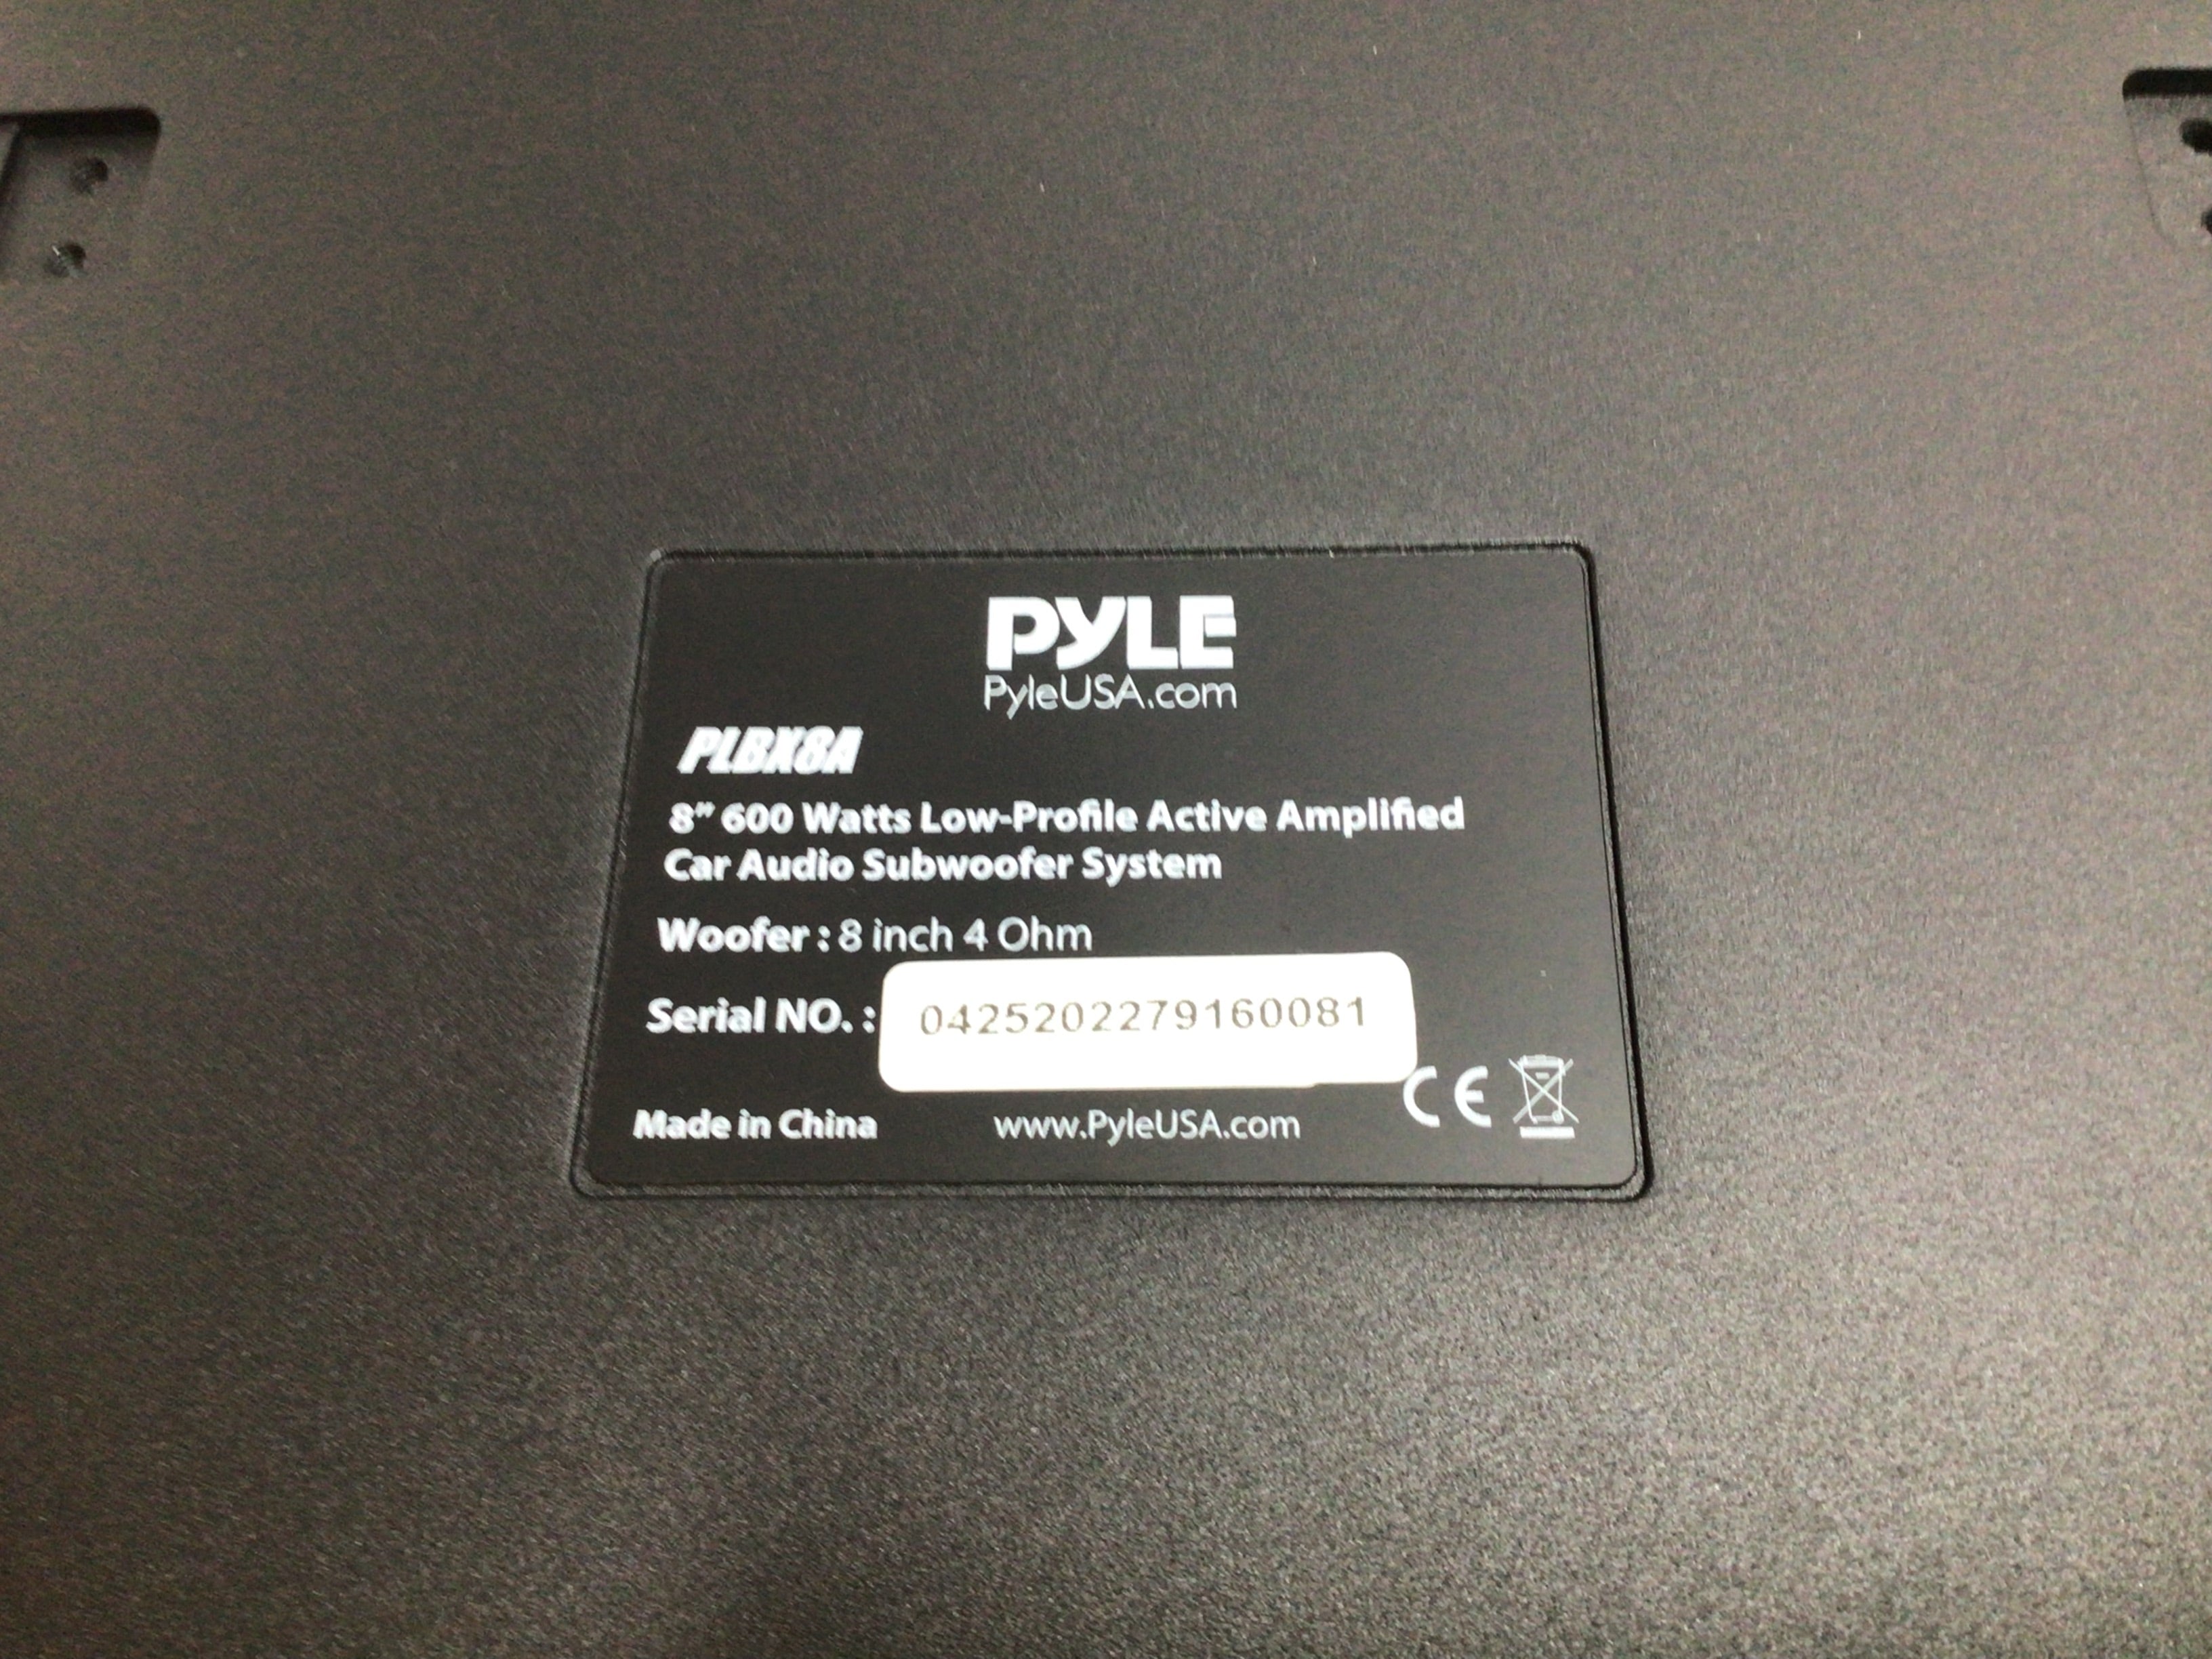 PYLE
PyleUSA.com
PLBX8A
8” 600 Watts Low-Profile Active Amplified
Car Audio Subwoofer System
Woofer : 8 inch 4 Ohm
Serial NO. : 0425202279160081
Made in China www.PyleUSA.com CE